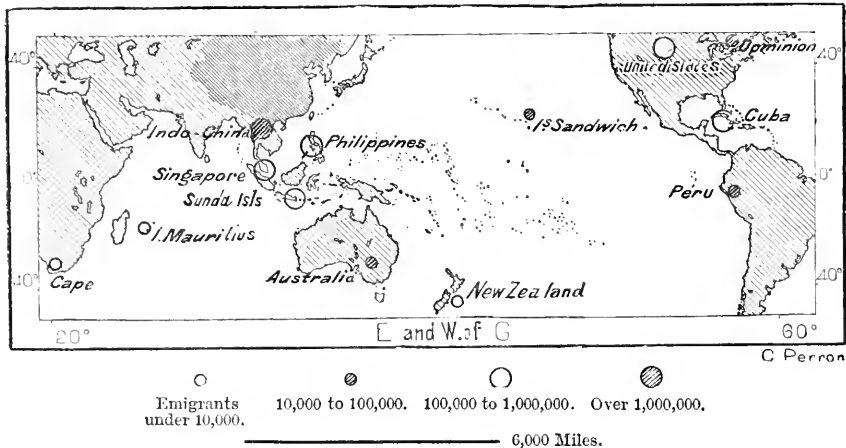 40°
40°
Dominion
United States
Cuba
Indo-China
Philippines
Is Sandwich
Singapore
0°
0°
Sunda Isls
Peru
I. Mauritius
Australia
Cape
New Zealand
40°
40°
20°
E and W. of G
60°
C Perron
Emigrants under 10,000.
10,000 to 100,000.
100,000 to 1,000,000.
Over 1,000,000.
6,000 Miles.